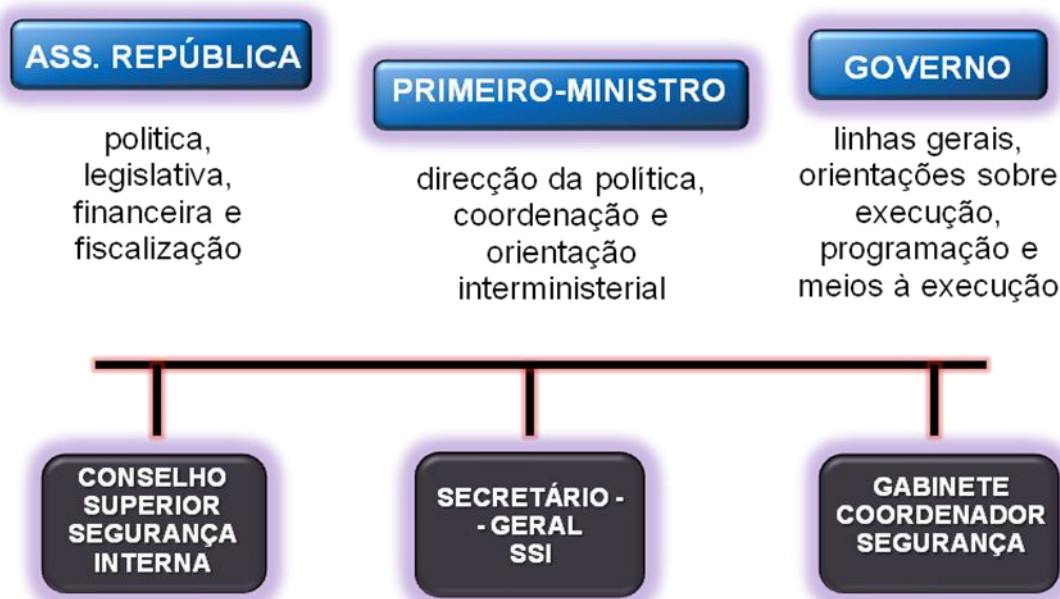 ASS. REPÚBLICA
politica,
legislativa,
financeira e
fiscalização
PRIMEIRO-MINISTRO
direcção da política,
coordenação e
orientação
interministerial
GOVERNO
linhas gerais,
orientações sobre
execução,
programação e
meios à execução
CONSELHO
SUPERIOR
SEGURANÇA
INTERNA
SECRETÁRIO -
- GERAL
SSI
GABINETE
COORDENADOR
SEGURANÇA